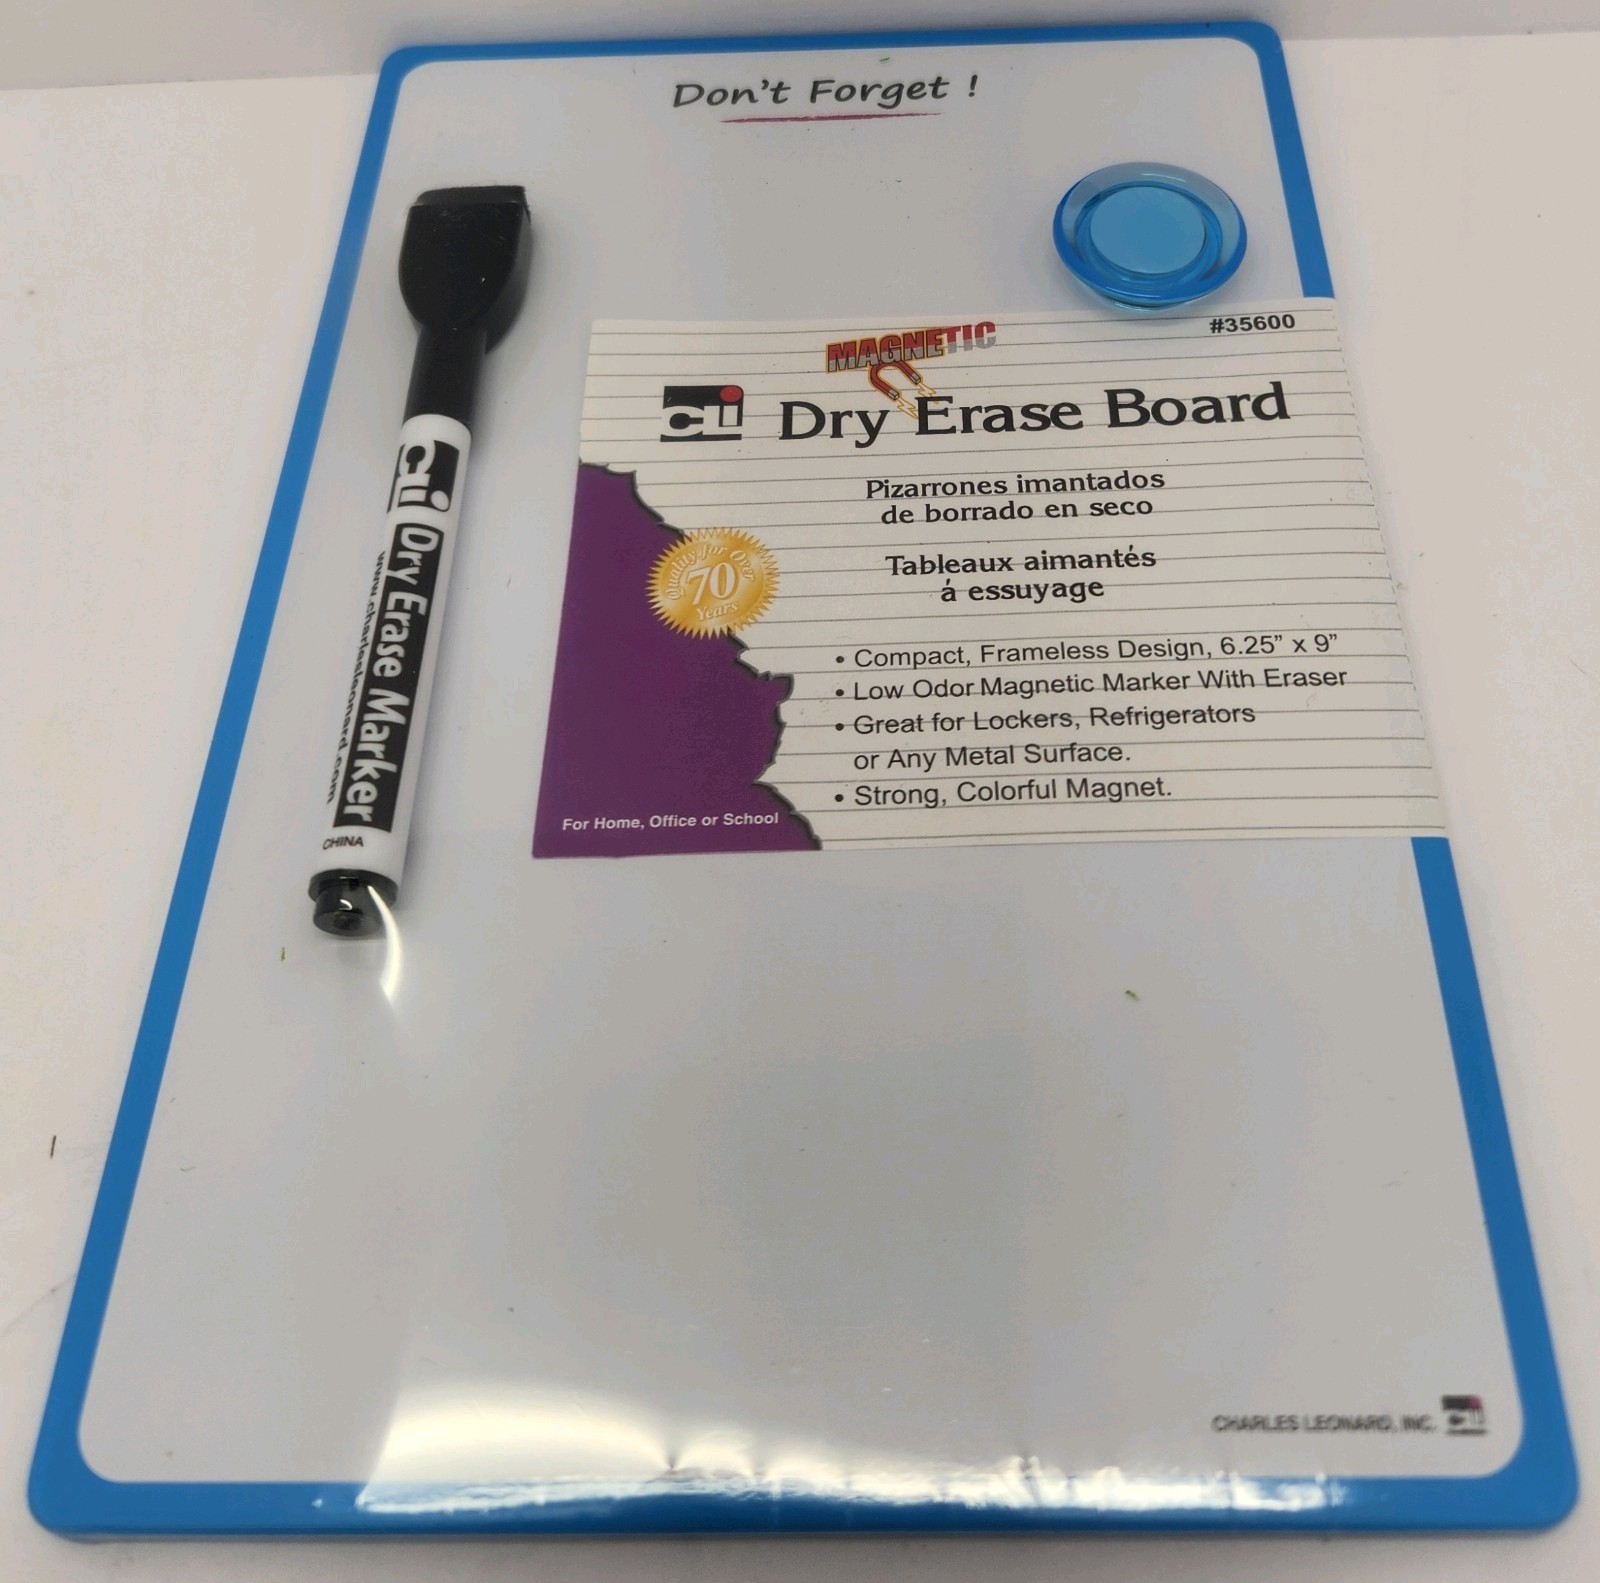 Don't Forget !
#35600
MAGNETIC
cli Dry Erase Board
Pizarrones imantados
de borrado en seco
Tableaux aimantés
á essuyage
Quality for Over
70
Years
• Compact, Frameless Design, 6.25" x 9"
• Low Odor Magnetic Marker With Eraser
• Great for Lockers, Refrigerators
or Any Metal Surface.
• Strong, Colorful Magnet.
For Home, Office or School
cli Dry Erase Marker
www.charlesleonard.com
CHINA
CHARLES LEONARD, INC. cli